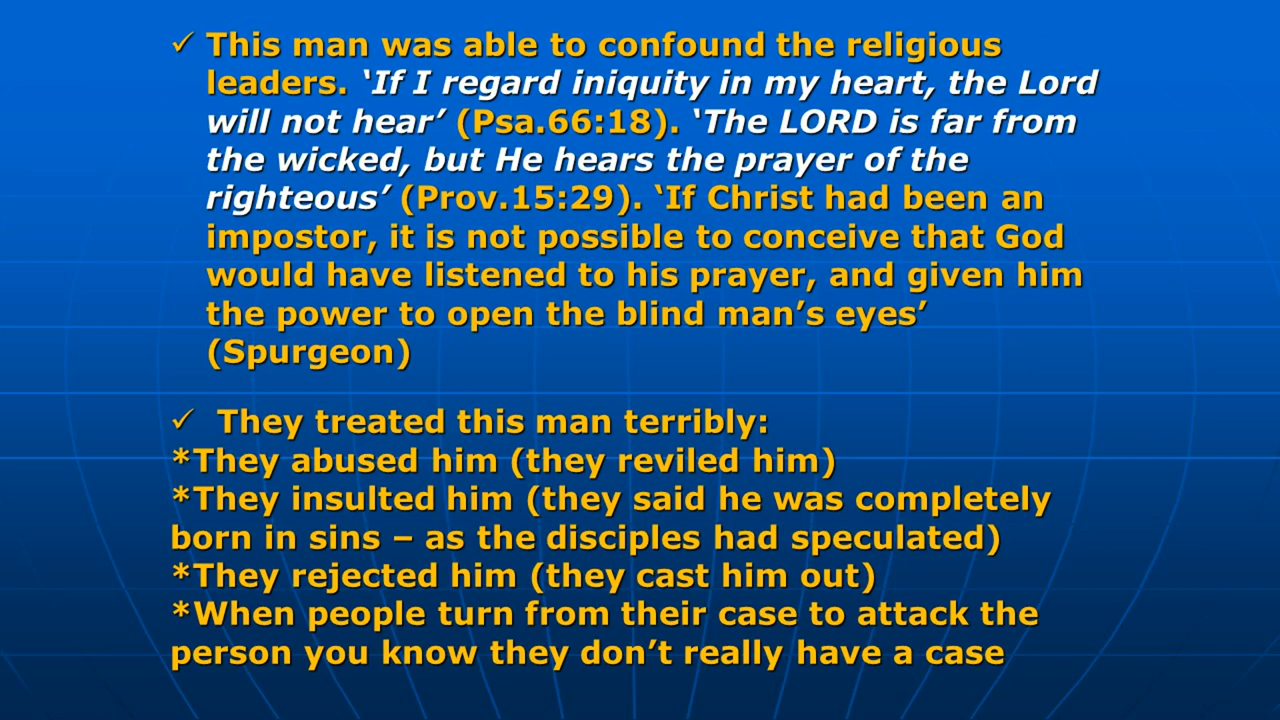 ✓ This man was able to confound the religious
leaders. ‘If I regard iniquity in my heart, the Lord
will not hear’ (Psa.66:18). ‘The LORD is far from
the wicked, but He hears the prayer of the
righteous’ (Prov.15:29). ‘If Christ had been an
impostor, it is not possible to conceive that God
would have listened to his prayer, and given him
the power to open the blind man’s eyes’
(Spurgeon)
✓ They treated this man terribly:
*They abused him (they reviled him)
*They insulted him (they said he was completely
born in sins – as the disciples had speculated)
*They rejected him (they cast him out)
*When people turn from their case to attack the
person you know they don’t really have a case